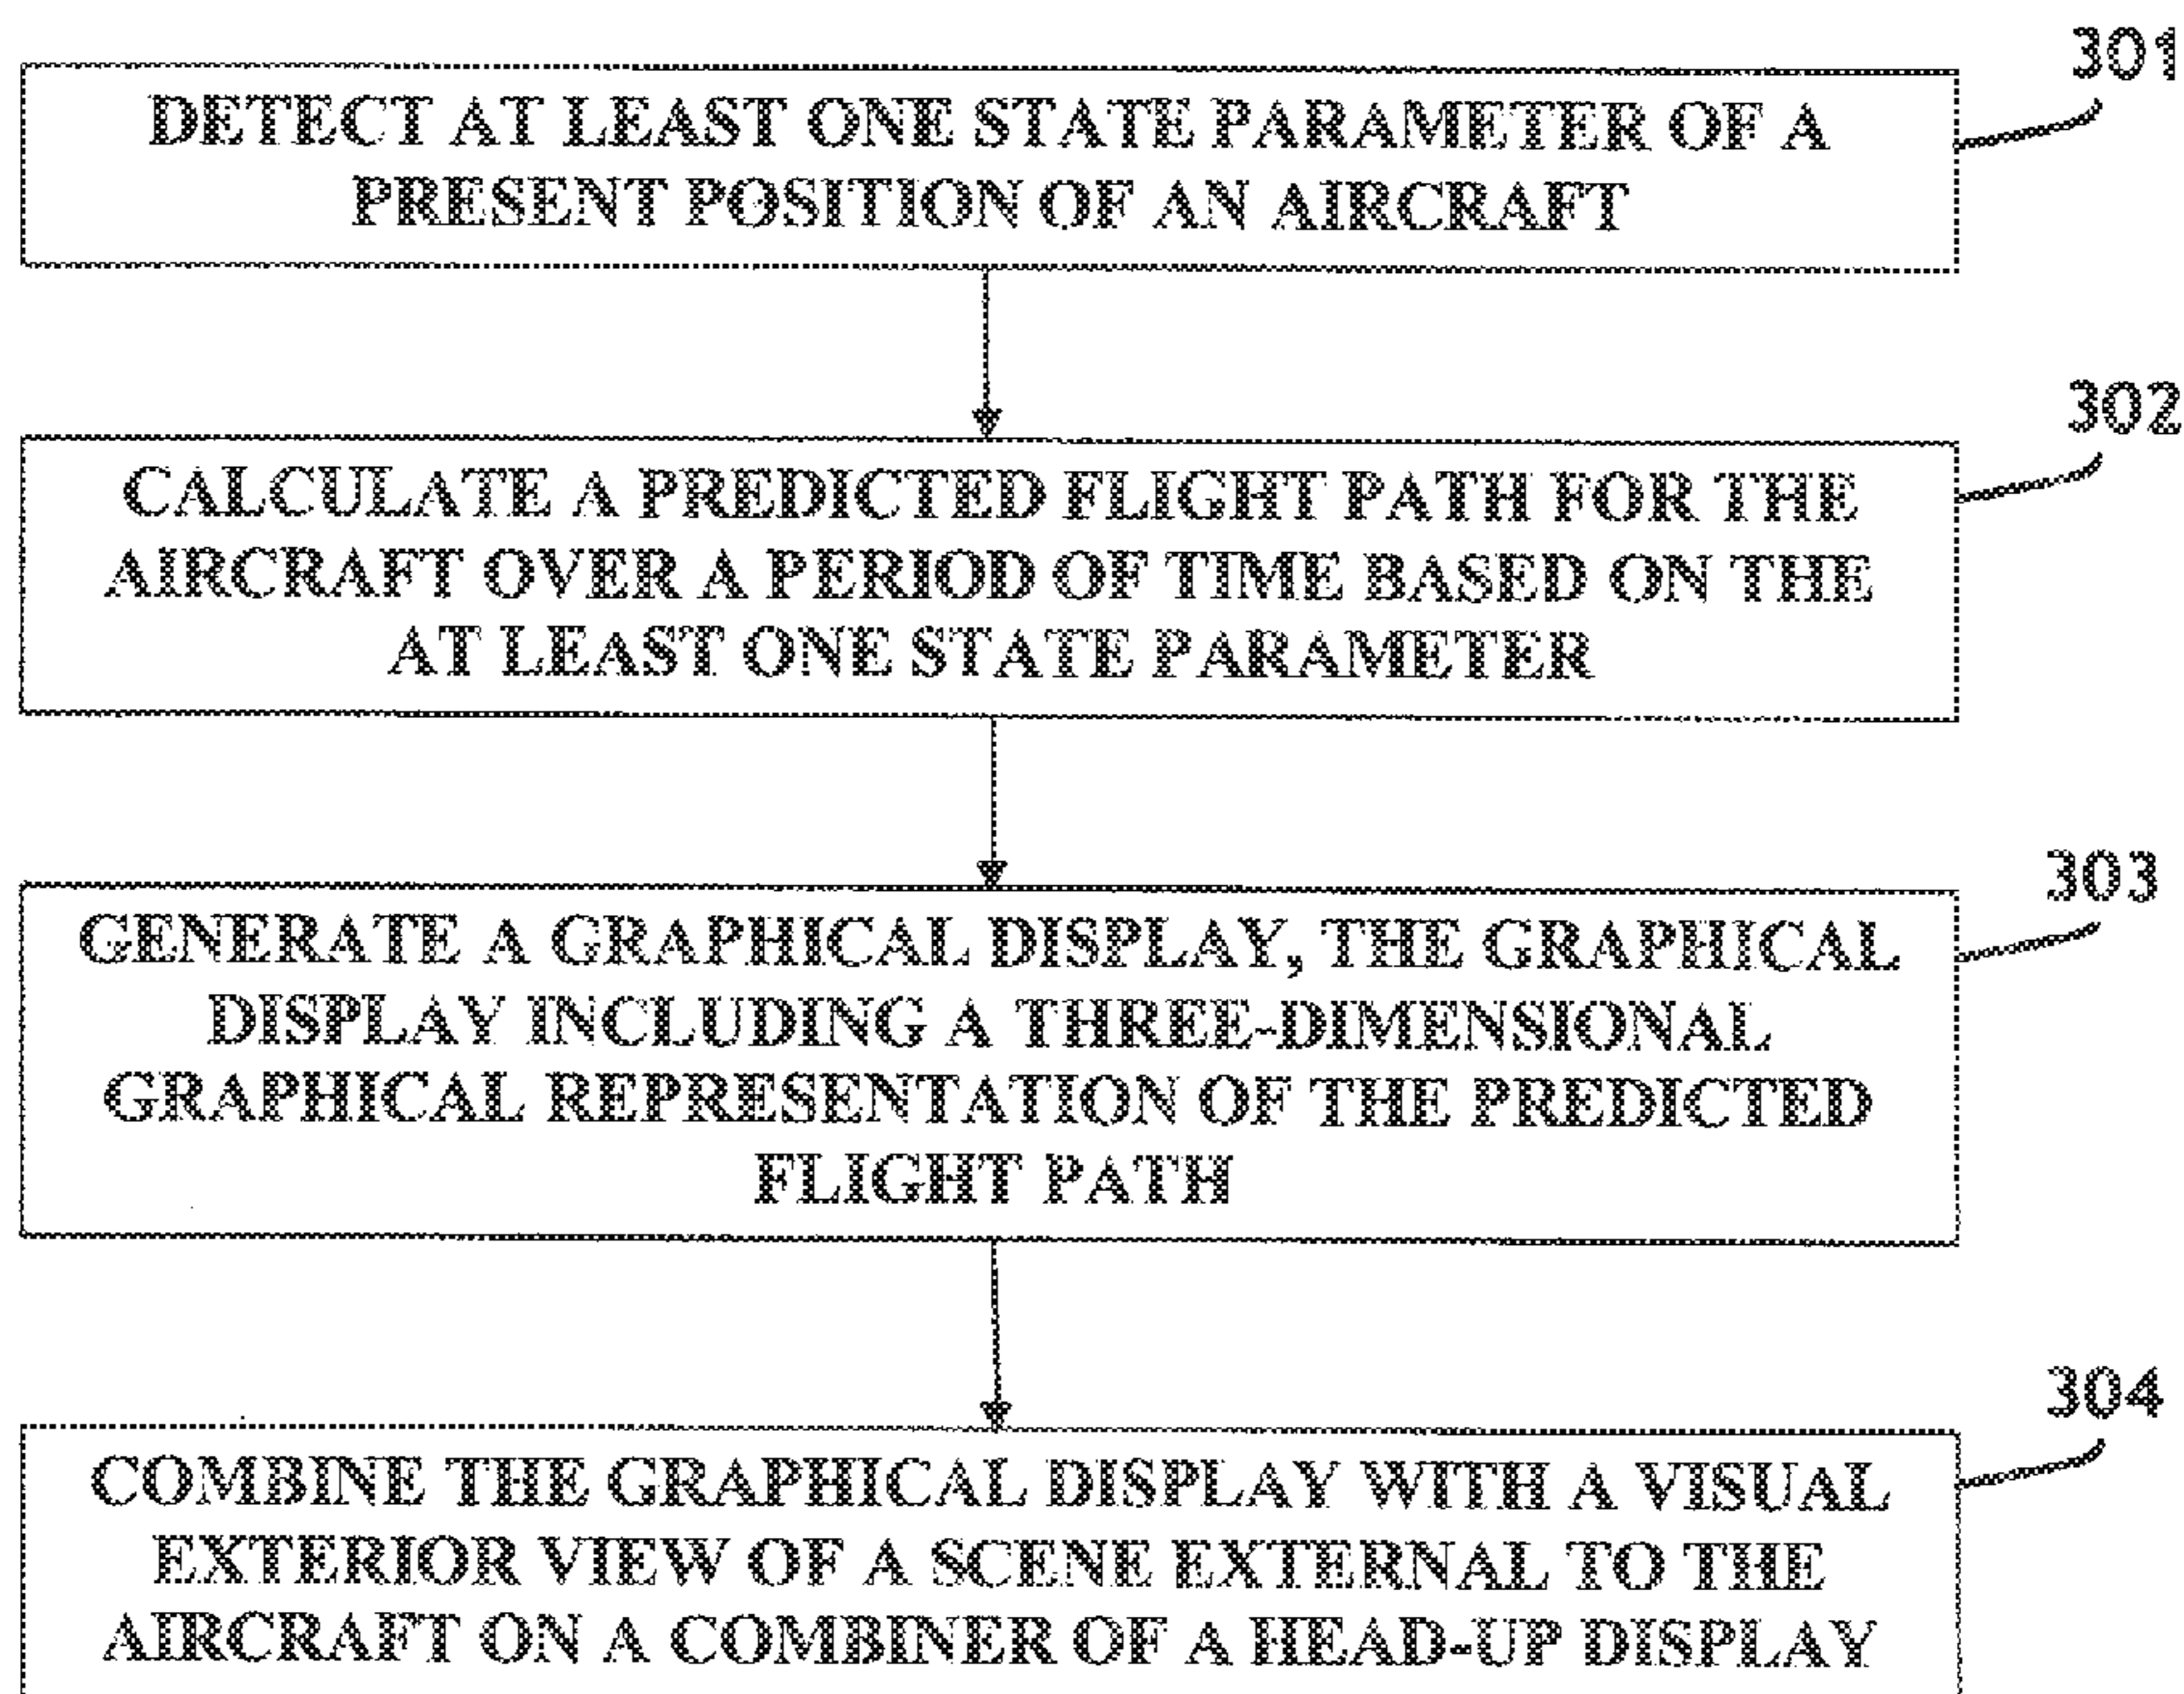 301
DETECT AT LEAST ONE STATE PARAMETER OF A
PRESENT POSITION OF AN AIRCRAFT
302
CALCULATE A PREDICTED FLIGHT PATH FOR THE
AIRCRAFT OVER A PERIOD OF TIME BASED ON THE
AT LEAST ONE STATE PARAMETER
303
GENERATE A GRAPHICAL DISPLAY, THE GRAPHICAL
DISPLAY INCLUDING A THREE-DIMENSIONAL
GRAPHICAL REPRESENTATION OF THE PREDICTED
FLIGHT PATH
304
COMBINE THE GRAPHICAL DISPLAY WITH A VISUAL
EXTERIOR VIEW OF A SCENE EXTERNAL TO THE
AIRCRAFT ON A COMBINER OF A HEAD-UP DISPLAY